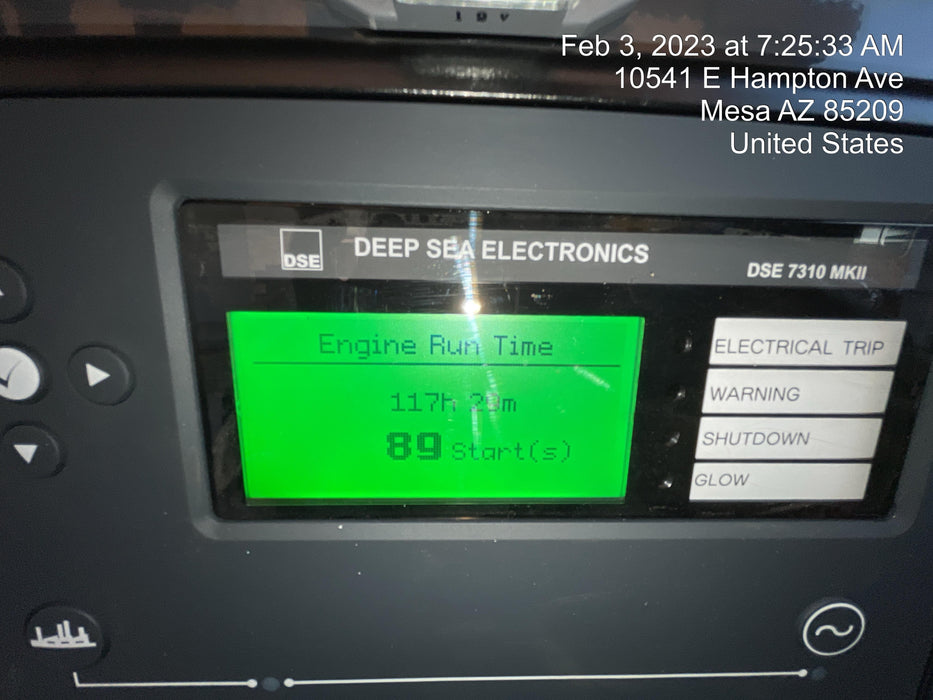 Feb 3, 2023 at 7:25:33 AM
10541 E Hampton Ave
Mesa AZ 85209
United States
DSE
DEEP SEA ELECTRONICS
DSE 7310 MKII
Engine Run Time
117h
89 Start(s)
ELECTRICAL TRIP
WARNING
SHUTDOWN
GLOW